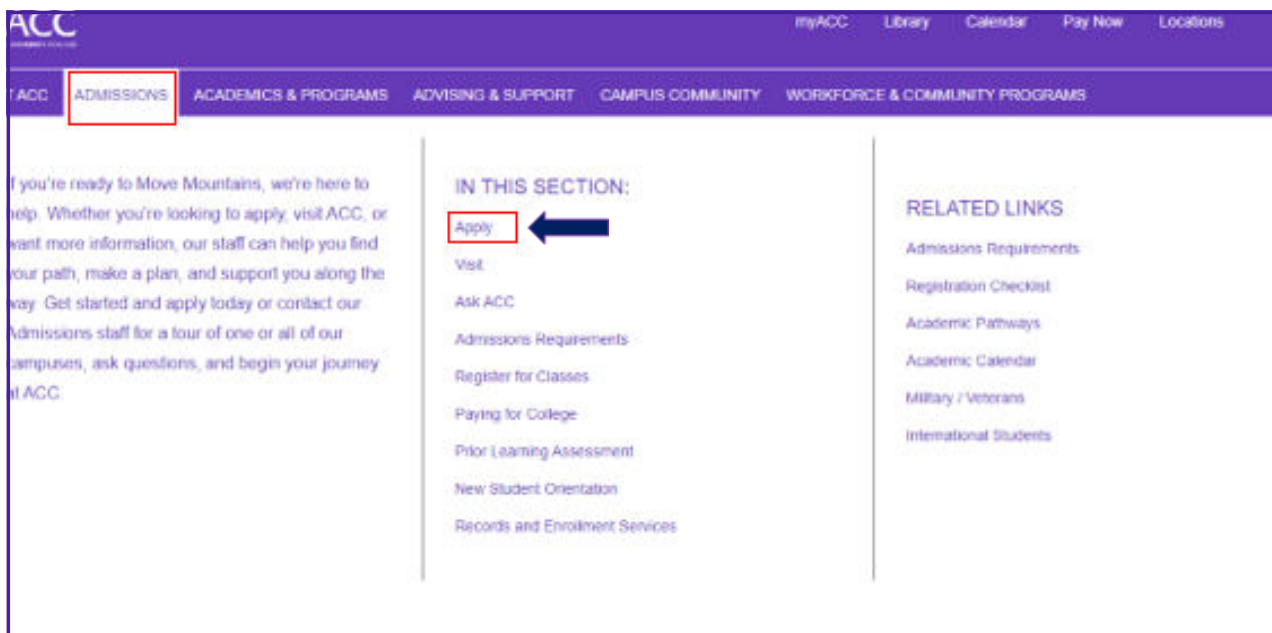 ACC
myACC Library Calendar Pay Now Locations
ACC ADMISSIONS ACADEMICS & PROGRAMS ADVISING & SUPPORT CAMPUS COMMUNITY WORKFORCE & COMMUNITY PROGRAMS
f you're ready to Move Mountains, we're here to
help. Whether you're looking to apply, visit ACC, or
want more information, our staff can help you find
your path, make a plan, and support you along the
way. Get started and apply today or contact our
Admissions staff for a tour of one or all of our
campuses, ask questions, and begin your journey
at ACC
IN THIS SECTION:
Apply
Visit
Ask ACC
Admissions Requirements
Register for Classes
Paying for College
Prior Learning Assessment
New Student Orientation
Records and Enrollment Services
RELATED LINKS
Admissions Requirements
Registration Checklist
Academic Pathways
Academic Calendar
Military / Veterans
International Students